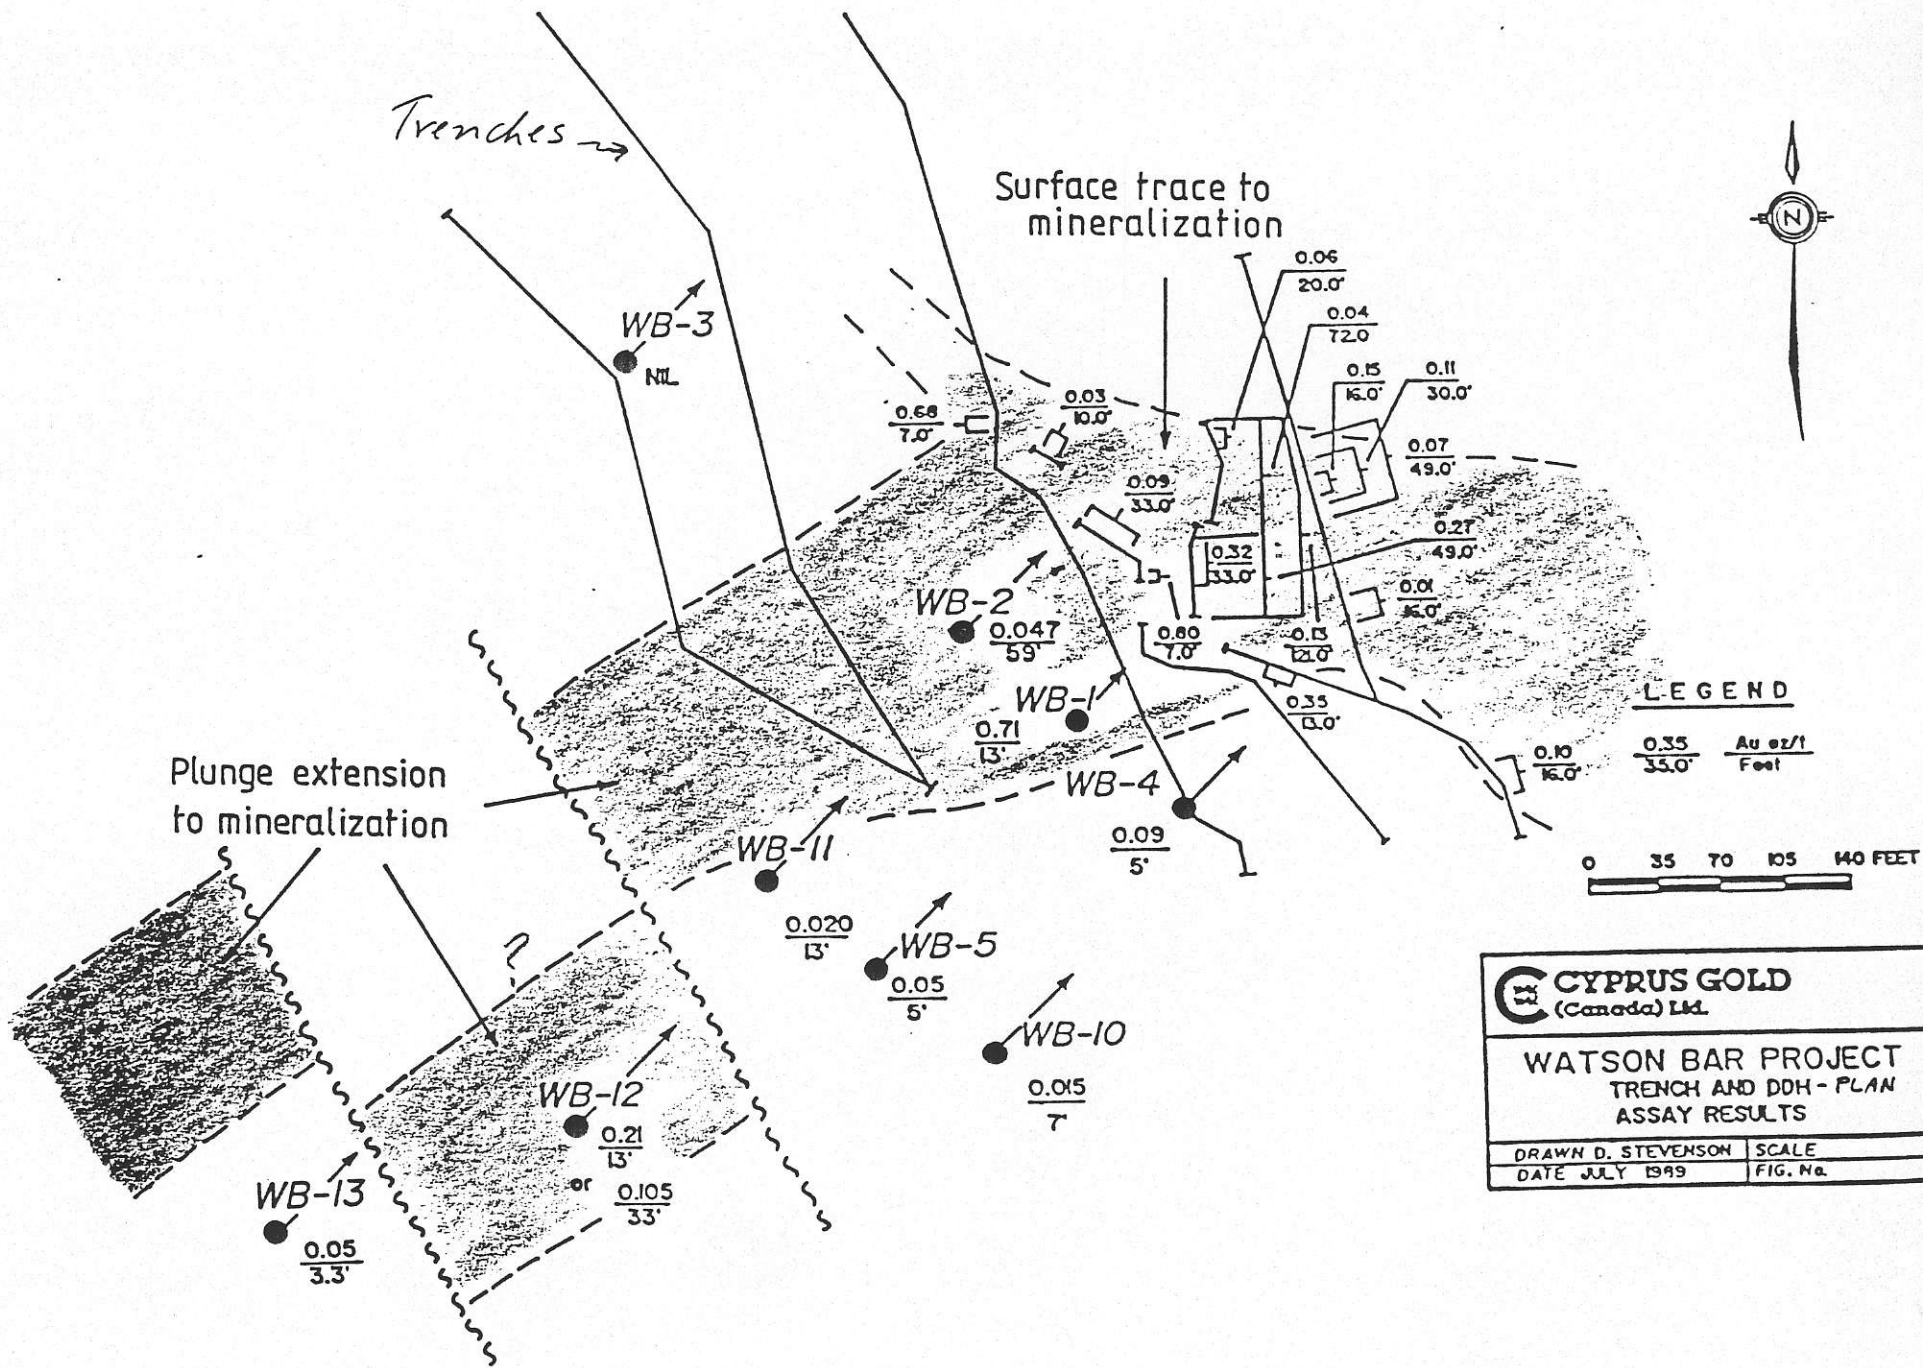 Trenches
Surface trace to
mineralization
N
0.06
20.0'
0.04
72.0
0.15
16.0'
0.11
30.0'
WB-3
NIL
0.68
7.0'
0.03
10.0'
0.07
49.0'
0.09
33.0'
0.27
49.0'
0.32
33.0'
0.01
16.0'
WB-2
0.047
59'
0.80
7.0'
0.13
WB-1
0.71
13'
0.35
13.0'
LEGEND
0.35
35.0'
Au oz/t
Feet
0.10
16.0'
Plunge extension
to mineralization
WB-4
0.09
5'
WB-11
0.020
13'
0 35 70 105 140 FEET
?
WB-5
0.05
5'
WB-10
0.015
7'
WB-12
0.21
13'
or
0.105
33'
WB-13
0.05
3.3'
CYPRUS GOLD
(Canada) Ltd.
WATSON BAR PROJECT
TRENCH AND DDH - PLAN
ASSAY RESULTS
DRAWN D. STEVENSON
SCALE
DATE JULY 1999
FIG. No.